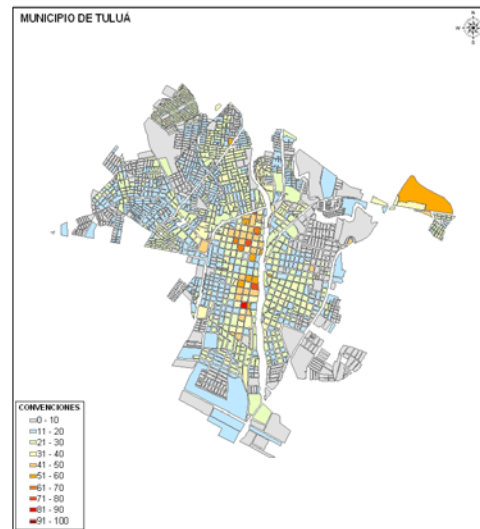 MUNICIPIO DE TULUÁ
N
S
CONVENCIONES
0 - 10
11 - 20
21 - 30
31 - 40
41 - 50
51 - 60
61 - 70
71 - 80
81 - 90
91 - 100